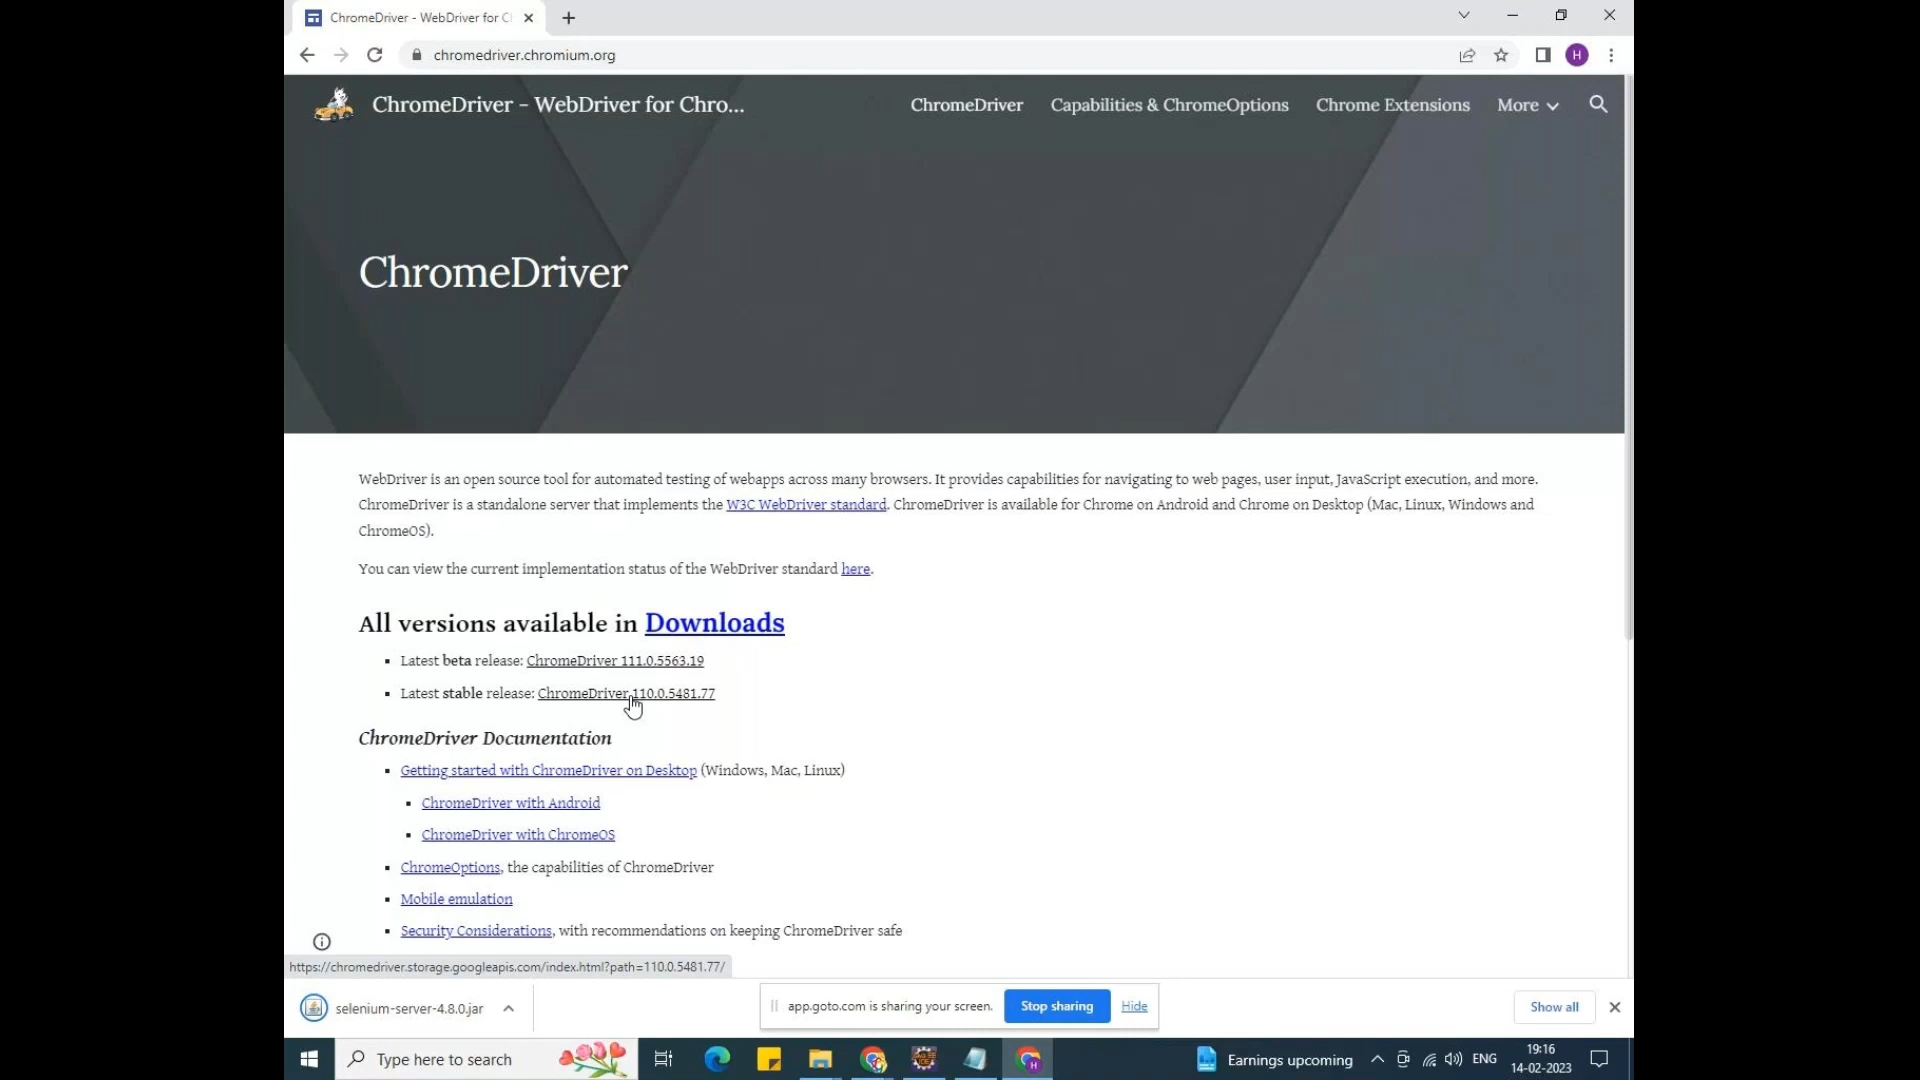 ChromeDriver - WebDriver for C
chromedriver.chromium.org
H
ChromeDriver - WebDriver for Chro...
ChromeDriver
Capabilities & ChromeOptions
Chrome Extensions
More
ChromeDriver
WebDriver is an open source tool for automated testing of webapps across many browsers. It provides capabilities for navigating to web pages, user input, JavaScript execution, and more.
ChromeDriver is a standalone server that implements the W3C WebDriver standard. ChromeDriver is available for Chrome on Android and Chrome on Desktop (Mac, Linux, Windows and
ChromeOS).
You can view the current implementation status of the WebDriver standard here.
All versions available in Downloads
Latest beta release: ChromeDriver 111.0.5563.19
Latest stable release: ChromeDriver 110.0.5481.77
ChromeDriver Documentation
Getting started with ChromeDriver on Desktop (Windows, Mac, Linux)
ChromeDriver with Android
ChromeDriver with ChromeOS
ChromeOptions, the capabilities of ChromeDriver
Mobile emulation
Security Considerations, with recommendations on keeping ChromeDriver safe
https://chromedriver.storage.googleapis.com/index.html?path=110.0.5481.77/
selenium-server-4.8.0.jar
app.goto.com is sharing your screen.
Stop sharing
Hide
Show all
Type here to search
Earnings upcoming
ENG
19:16
14-02-2023